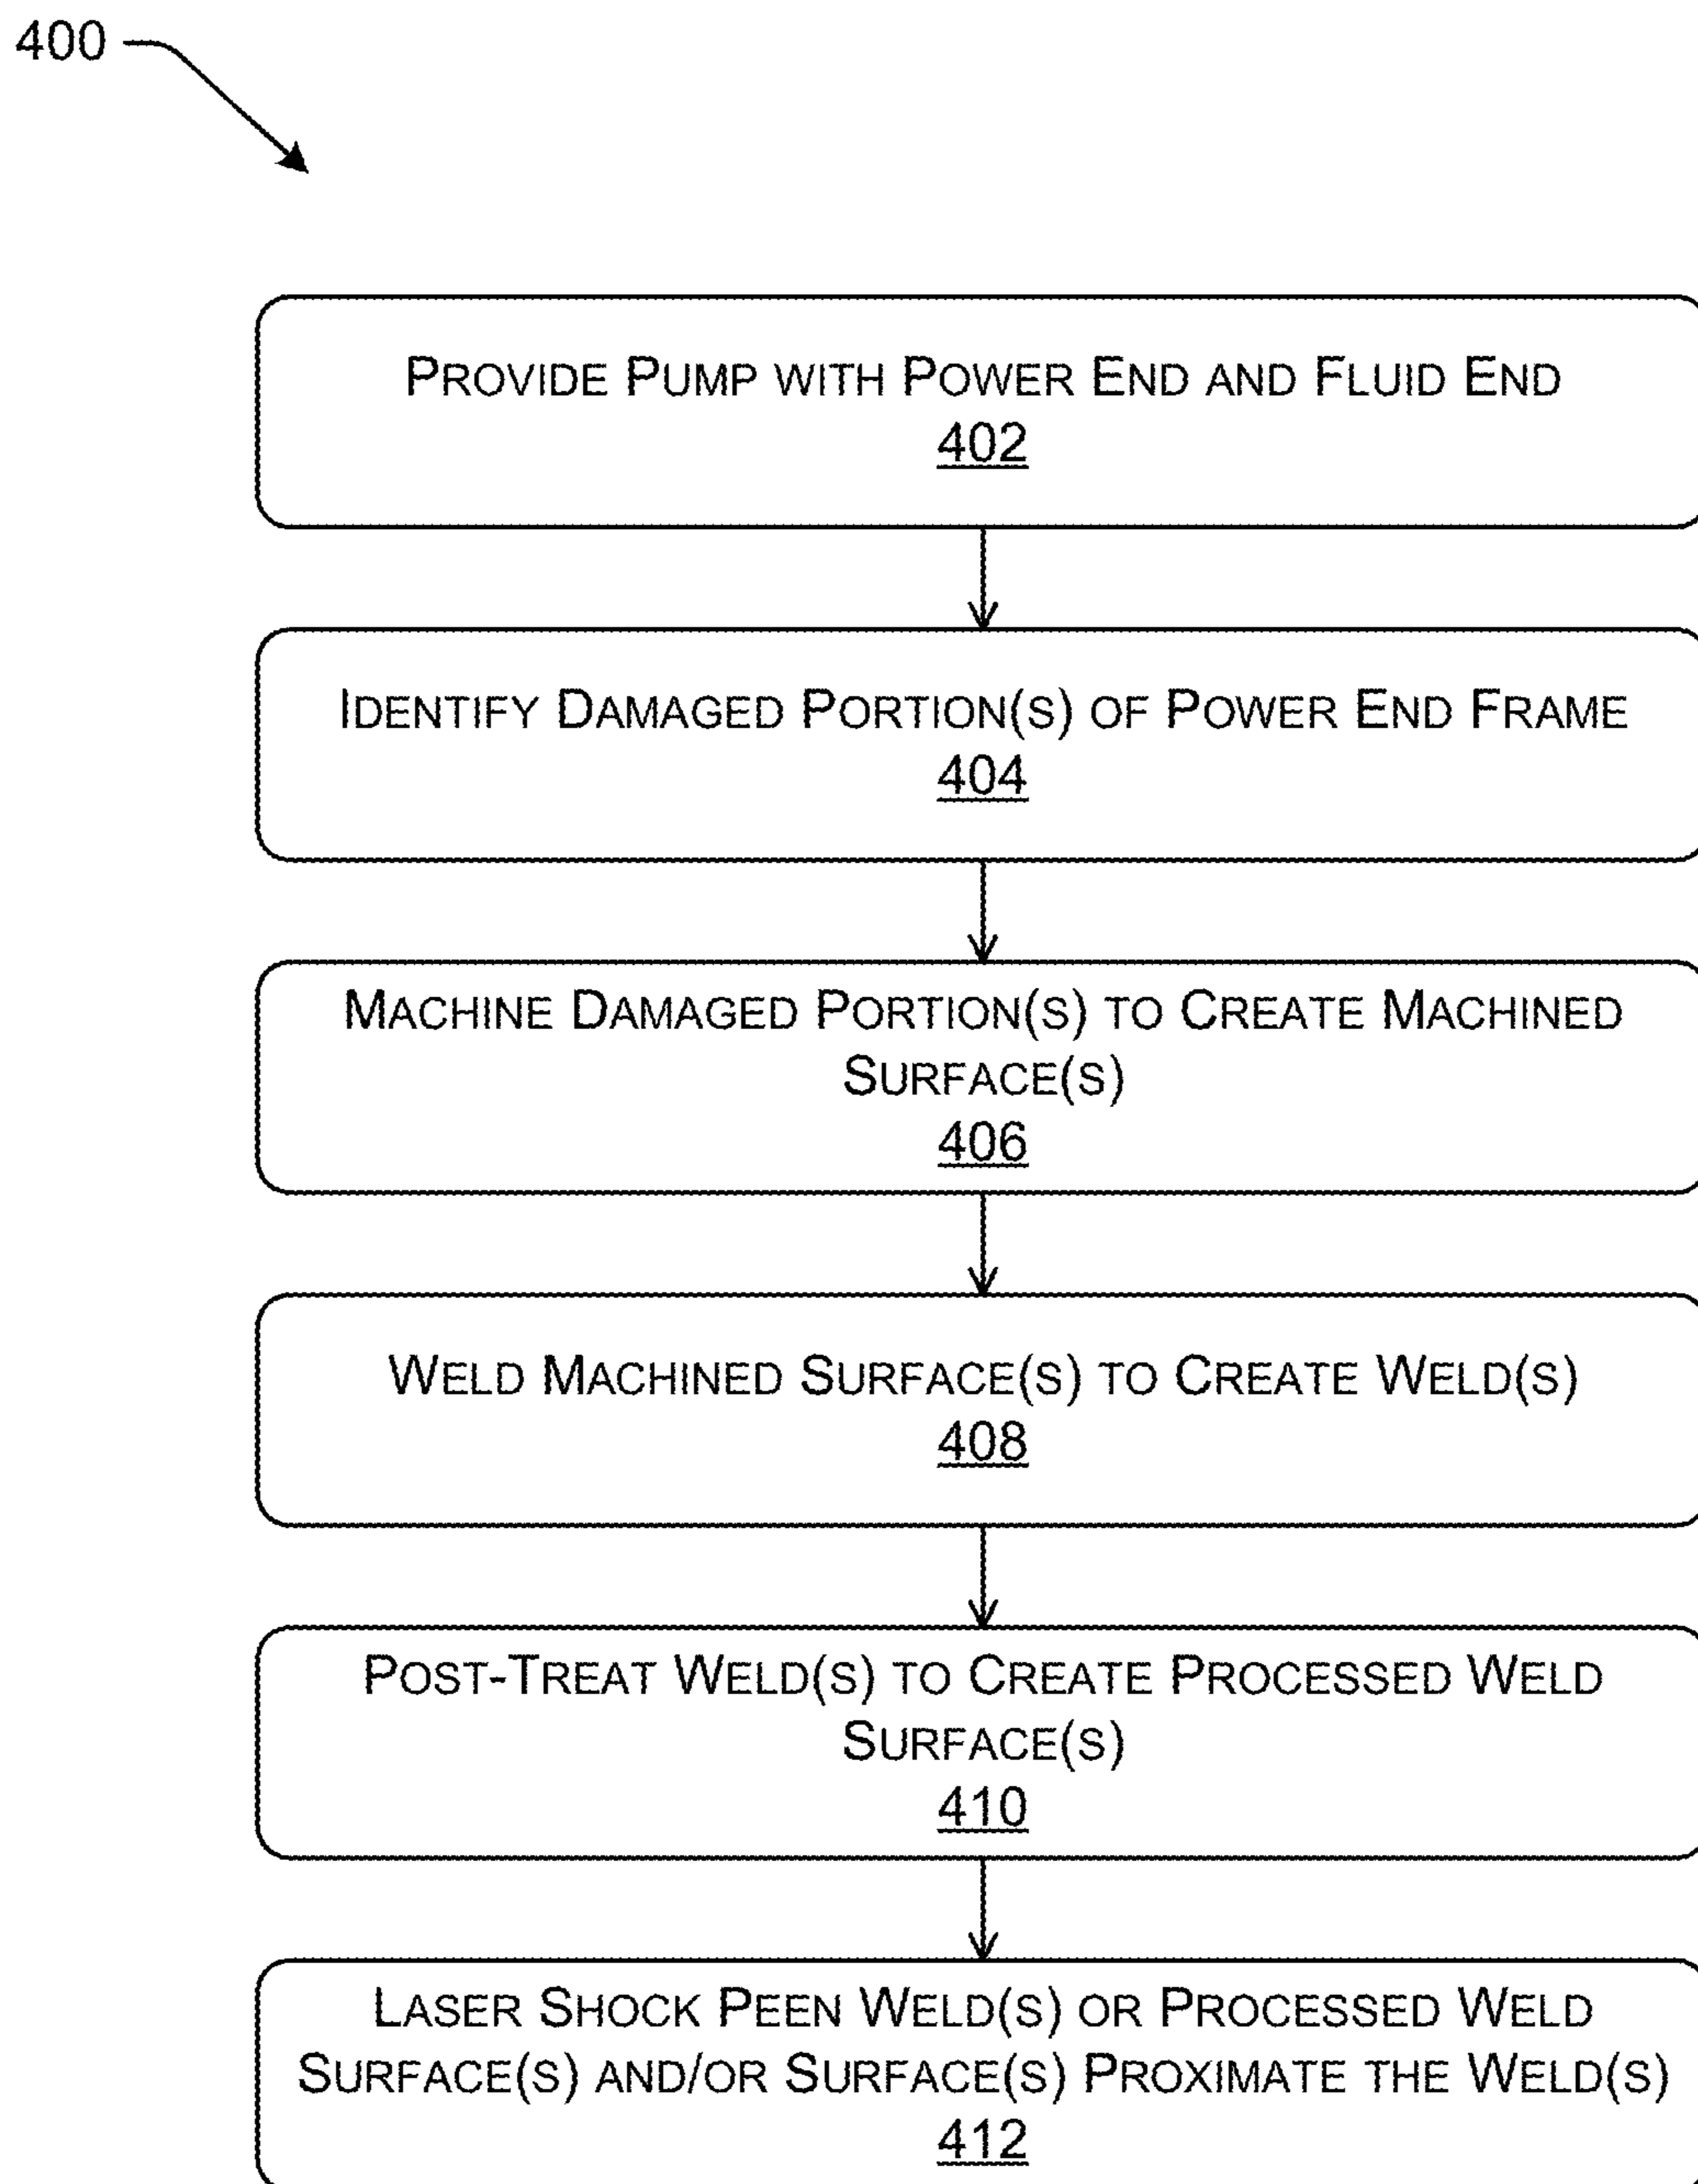 400
PROVIDE PUMP WITH POWER END AND FLUID END
402
IDENTIFY DAMAGED PORTION(S) OF POWER END FRAME
404
MACHINE DAMAGED PORTION(S) TO CREATE MACHINED
SURFACE(S)
406
WELD MACHINED SURFACE(S) TO CREATE WELD(S)
408
POST-TREAT WELD(S) TO CREATE PROCESSED WELD
SURFACE(S)
410
LASER SHOCK PEEN WELD(S) OR PROCESSED WELD
SURFACE(S) AND/OR SURFACE(S) PROXIMATE THE WELD(S)
412